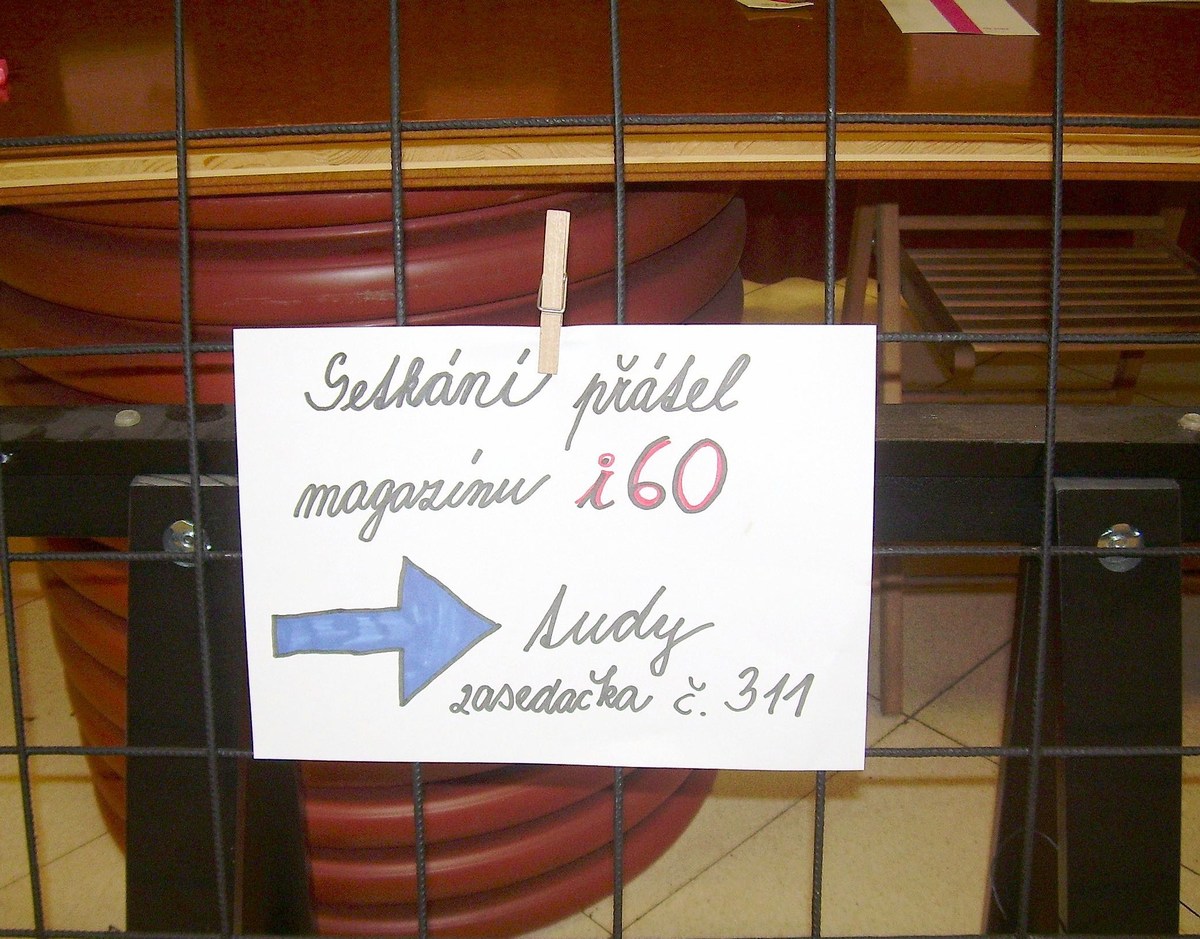 Setkání přátel
magazínu i60
tudy
zasedačka č. 311